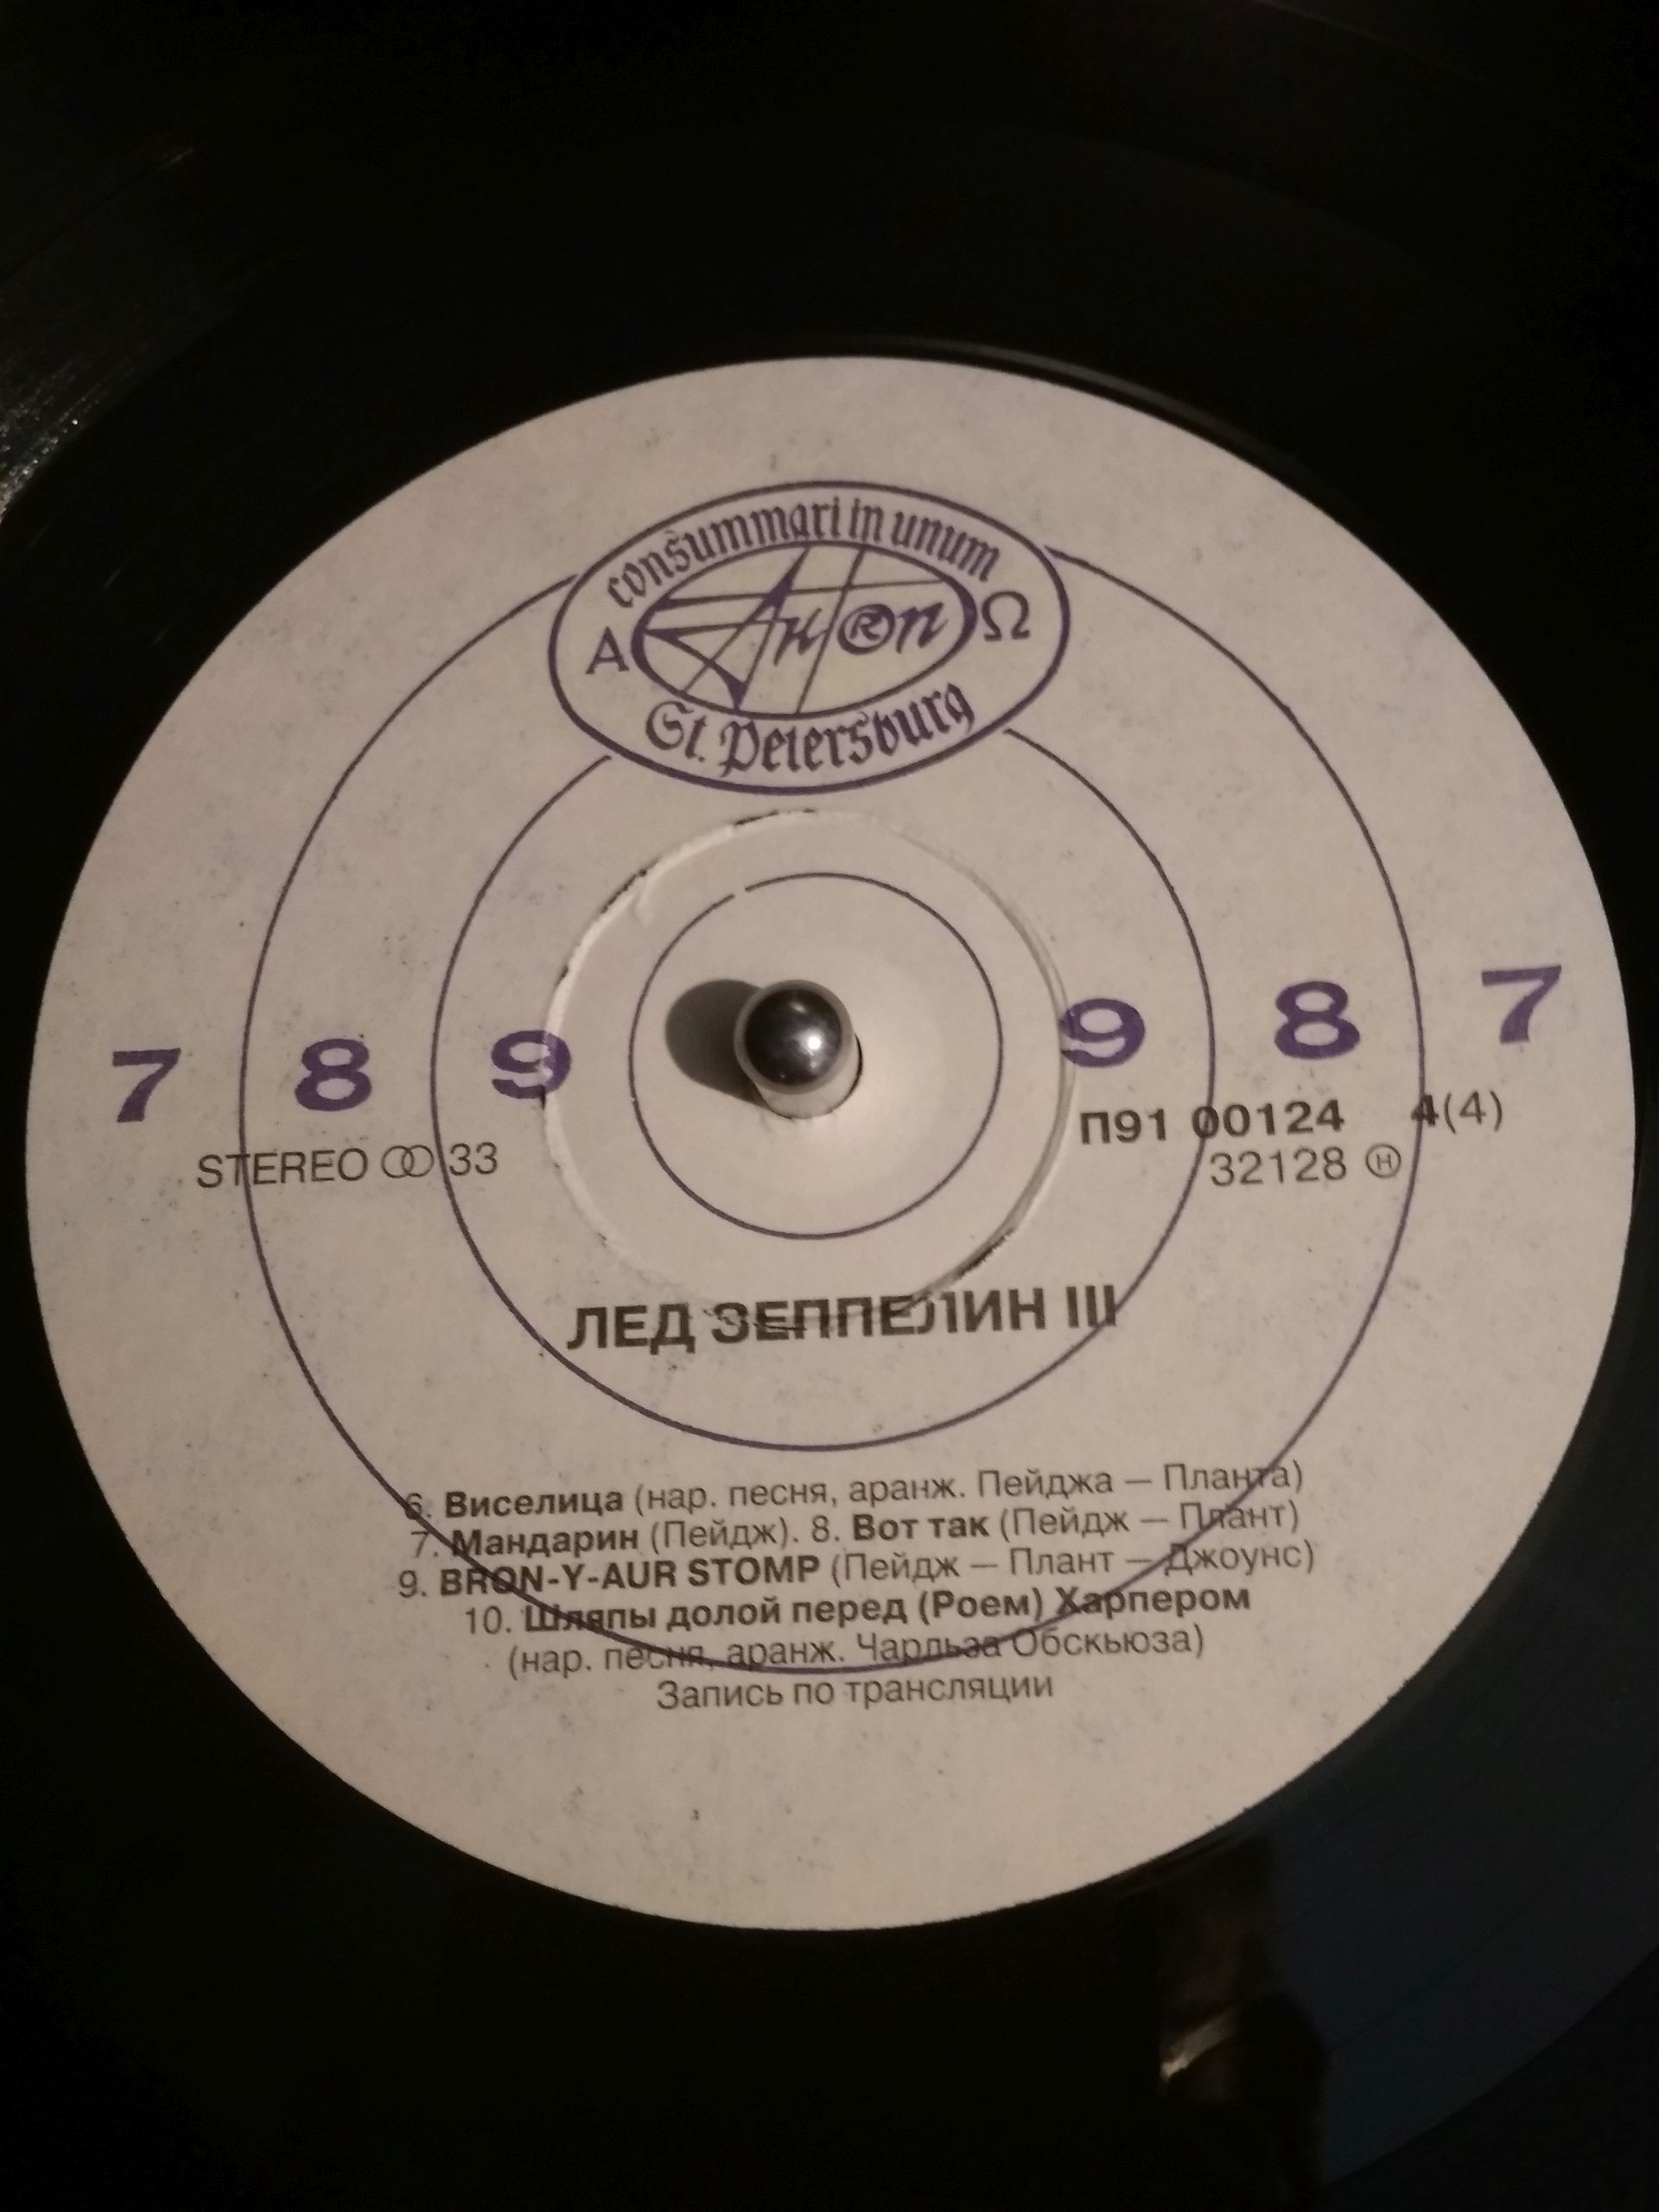 consummari in unum
А Антроп Ω
St. Petersburg
7 8 9 9 8 7
STEREO 33
П91 00124 4(4)
32128 Ⓗ
ЛЕД ЗЕППЕЛИН III
6. Виселица (нар. песня, аранж. Пейджа — Планта)
7. Мандарин (Пейдж). 8. Вот так (Пейдж — Плант)
9. BRON-Y-AUR STOMP (Пейдж — Плант — Джоунс)
10. Шляпы долой перед (Роем) Харпером
(нар. песня, аранж. Чарльза Обскьюза)
Запись по трансляции